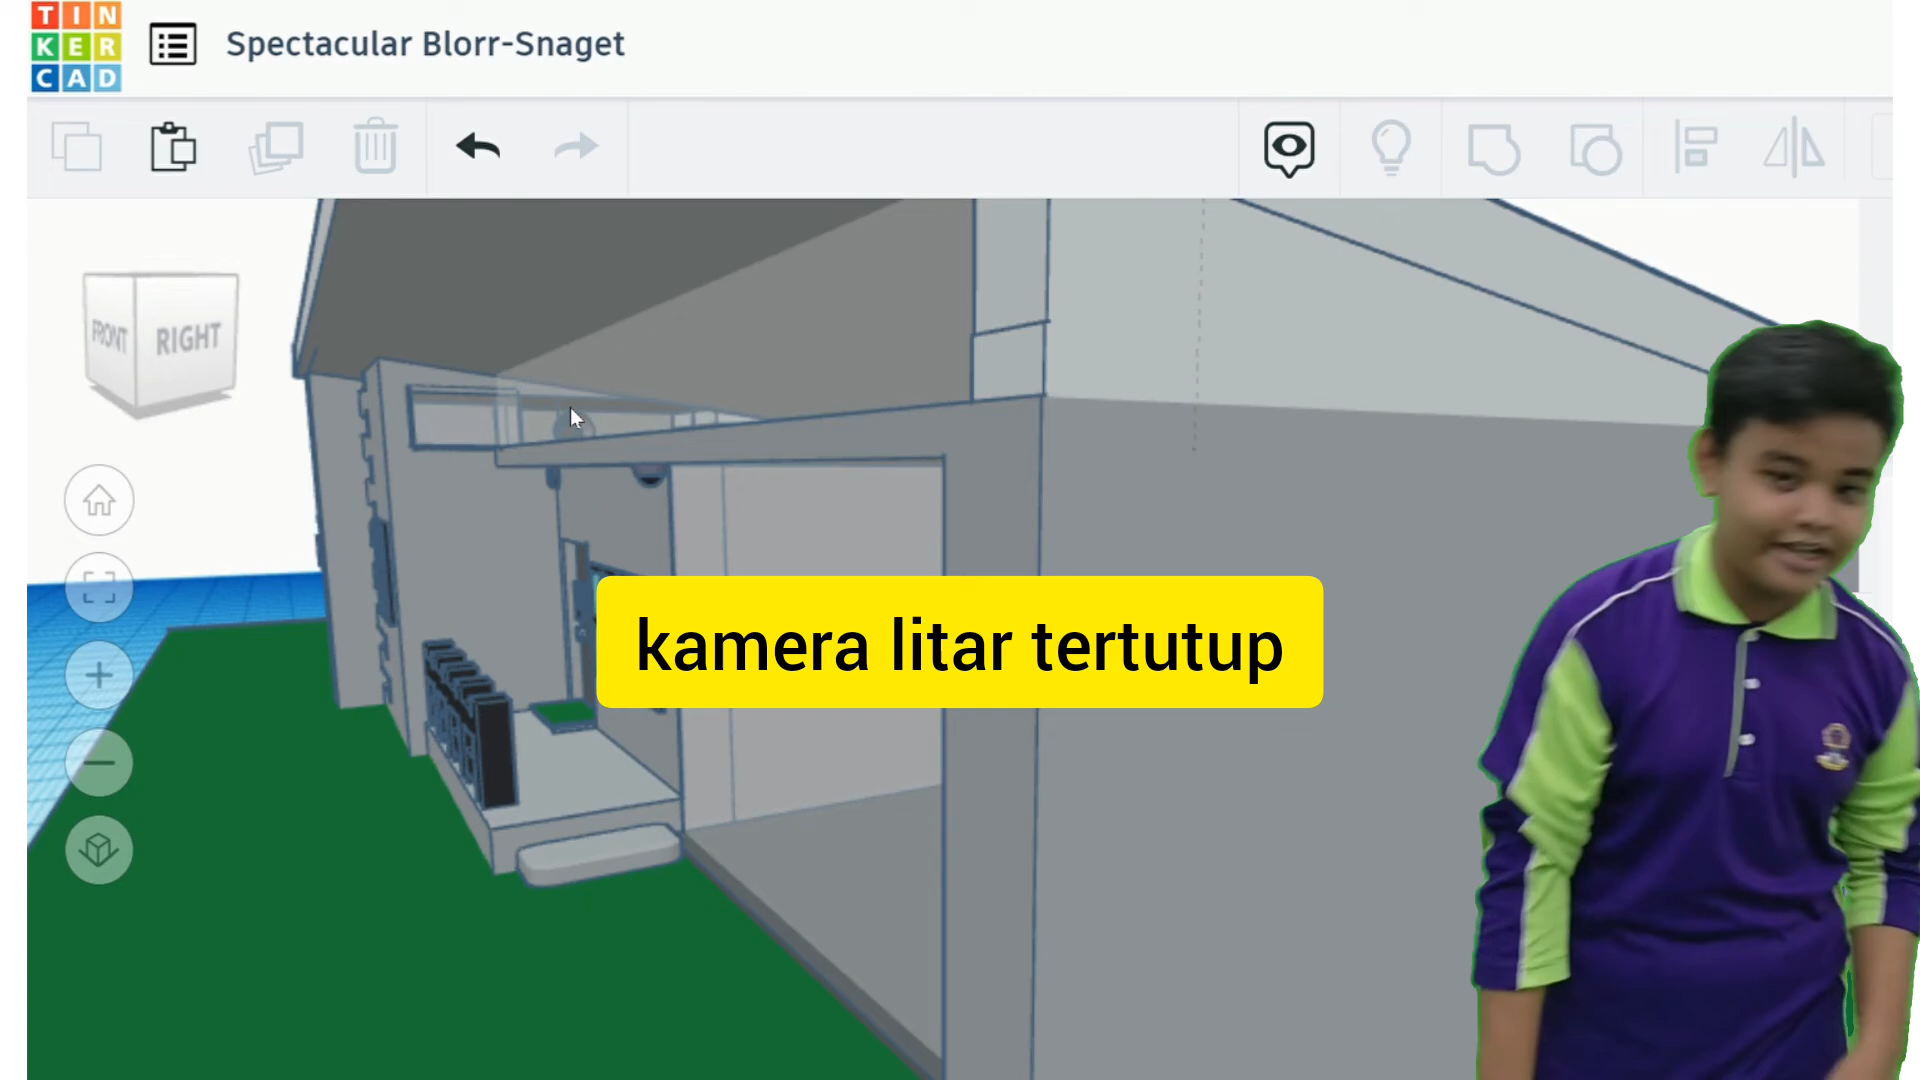 TIN
KER
CAD
Spectacular Blorr-Snaget
FRONT
RIGHT
kamera litar tertutup